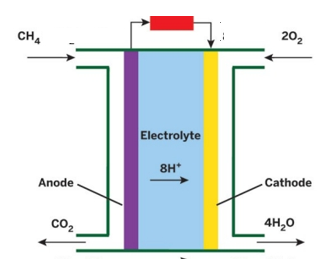 CH₄
2O₂
Electrolyte
8H⁺
Anode
Cathode
CO₂
4H₂O